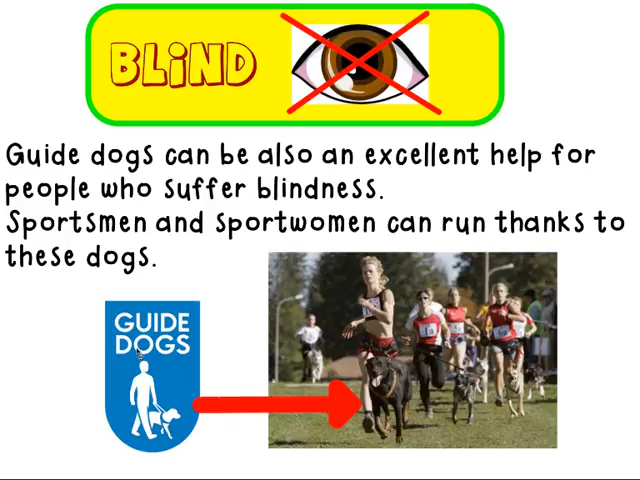 BLIND
Guide dogs can be also an excellent help for
people who suffer blindness.
Sportsmen and sportwomen can run thanks to
these dogs.
GUIDE
DOGS